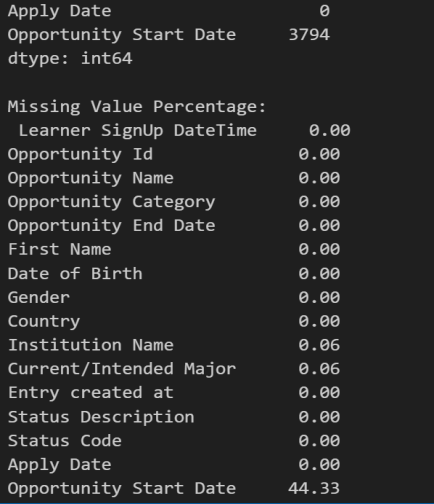 Apply Date                     0
Opportunity Start Date      3794
dtype: int64

Missing Value Percentage:
 Learner SignUp DateTime      0.00
Opportunity Id               0.00
Opportunity Name             0.00
Opportunity Category         0.00
Opportunity End Date         0.00
First Name                   0.00
Date of Birth                0.00
Gender                       0.00
Country                      0.00
Institution Name             0.06
Current/Intended Major       0.06
Entry created at             0.00
Status Description           0.00
Status Code                  0.00
Apply Date                   0.00
Opportunity Start Date      44.33